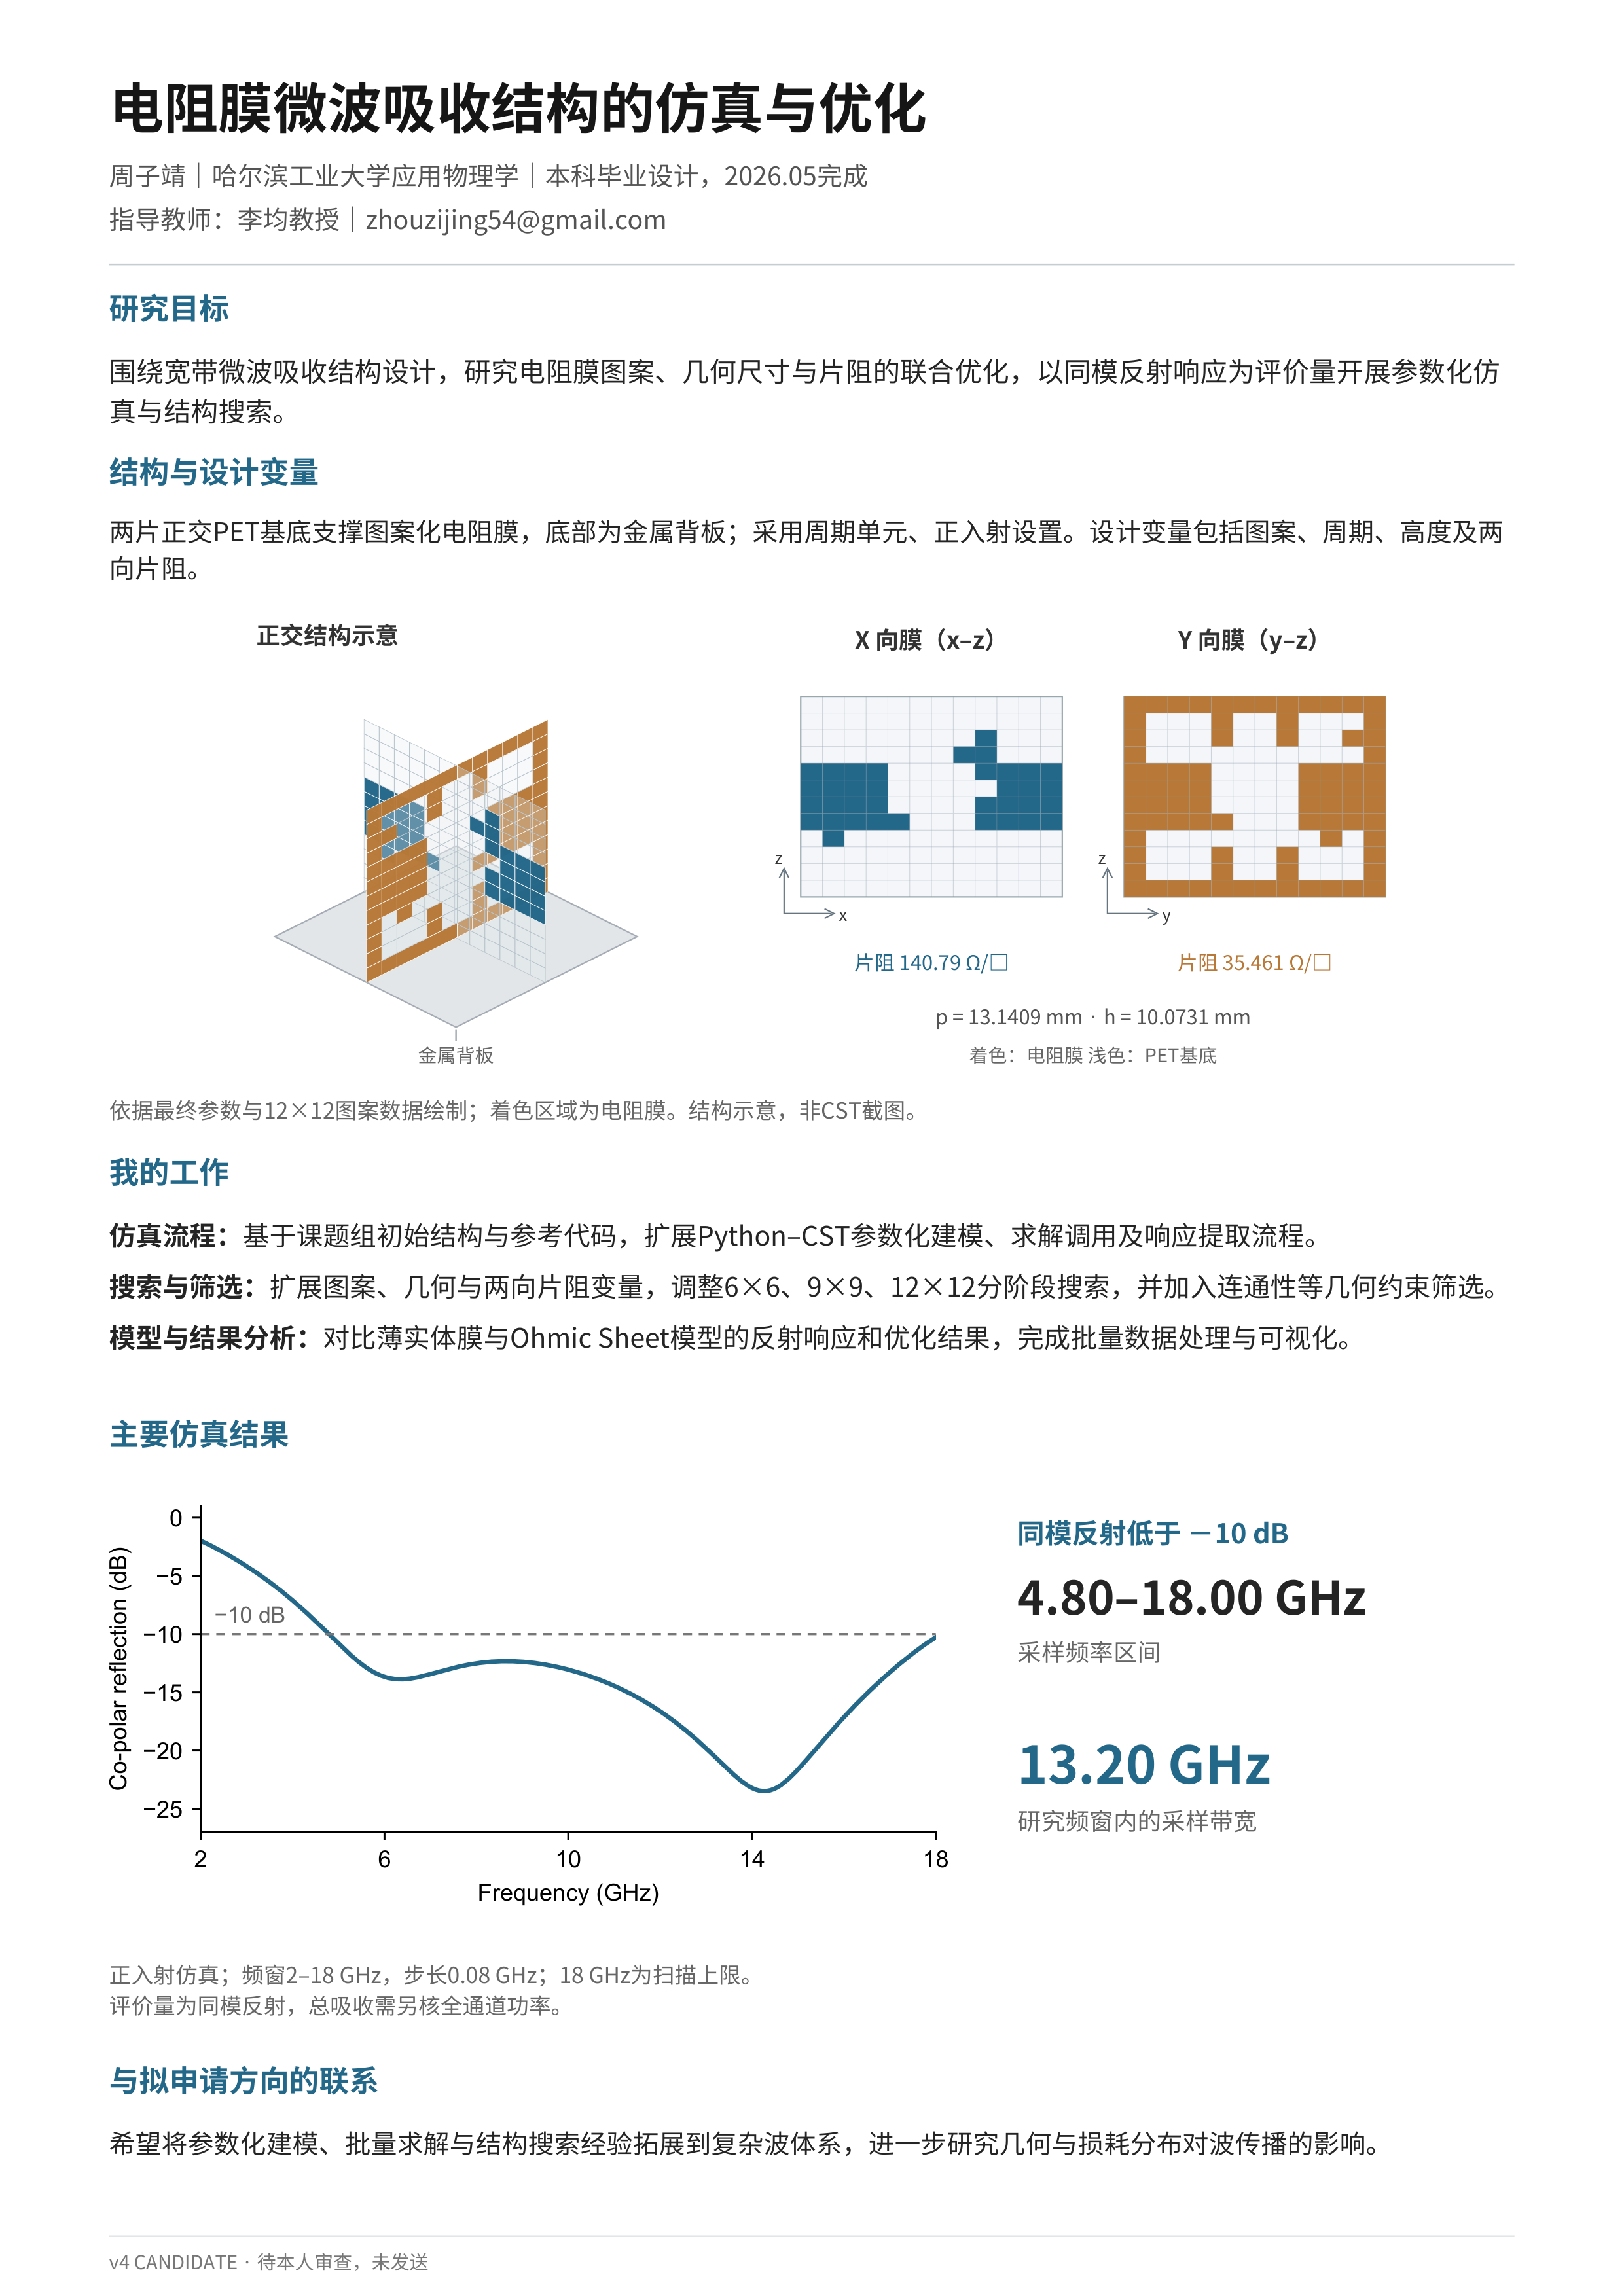 电阻膜微波吸收结构的仿真与优化
周子靖｜哈尔滨工业大学应用物理学｜本科毕业设计，2026.05完成
指导教师：李均教授｜zhouzijing54@gmail.com
研究目标
围绕宽带微波吸收结构设计，研究电阻膜图案、几何尺寸与片阻的联合优化，以同模反射响应为评价量开展参数化仿
真与结构搜索。
结构与设计变量
两片正交PET基底支撑图案化电阻膜，底部为金属背板；采用周期单元、正入射设置。设计变量包括图案、周期、高度及两
向片阻。
正交结构示意
金属背板
X 向膜（x–z）
z
x
片阻 140.79 Ω/□
Y 向膜（y–z）
z
y
片阻 35.461 Ω/□
p = 13.1409 mm · h = 10.0731 mm
着色：电阻膜 浅色：PET基底
依据最终参数与12×12图案数据绘制；着色区域为电阻膜。结构示意，非CST截图。
我的工作
仿真流程：基于课题组初始结构与参考代码，扩展Python–CST参数化建模、求解调用及响应提取流程。
搜索与筛选：扩展图案、几何与两向片阻变量，调整6×6、9×9、12×12分阶段搜索，并加入连通性等几何约束筛选。
模型与结果分析：对比薄实体膜与Ohmic Sheet模型的反射响应和优化结果，完成批量数据处理与可视化。
主要仿真结果
Co-polar reflection (dB)
0
−5
−10
−15
−20
−25
−10 dB
2
6
10
14
18
Frequency (GHz)
同模反射低于 −10 dB
4.80–18.00 GHz
采样频率区间
13.20 GHz
研究频窗内的采样带宽
正入射仿真；频窗2–18 GHz，步长0.08 GHz；18 GHz为扫描上限。
评价量为同模反射，总吸收需另核全通道功率。
与拟申请方向的联系
希望将参数化建模、批量求解与结构搜索经验拓展到复杂波体系，进一步研究几何与损耗分布对波传播的影响。
v4 CANDIDATE · 待本人审查，未发送